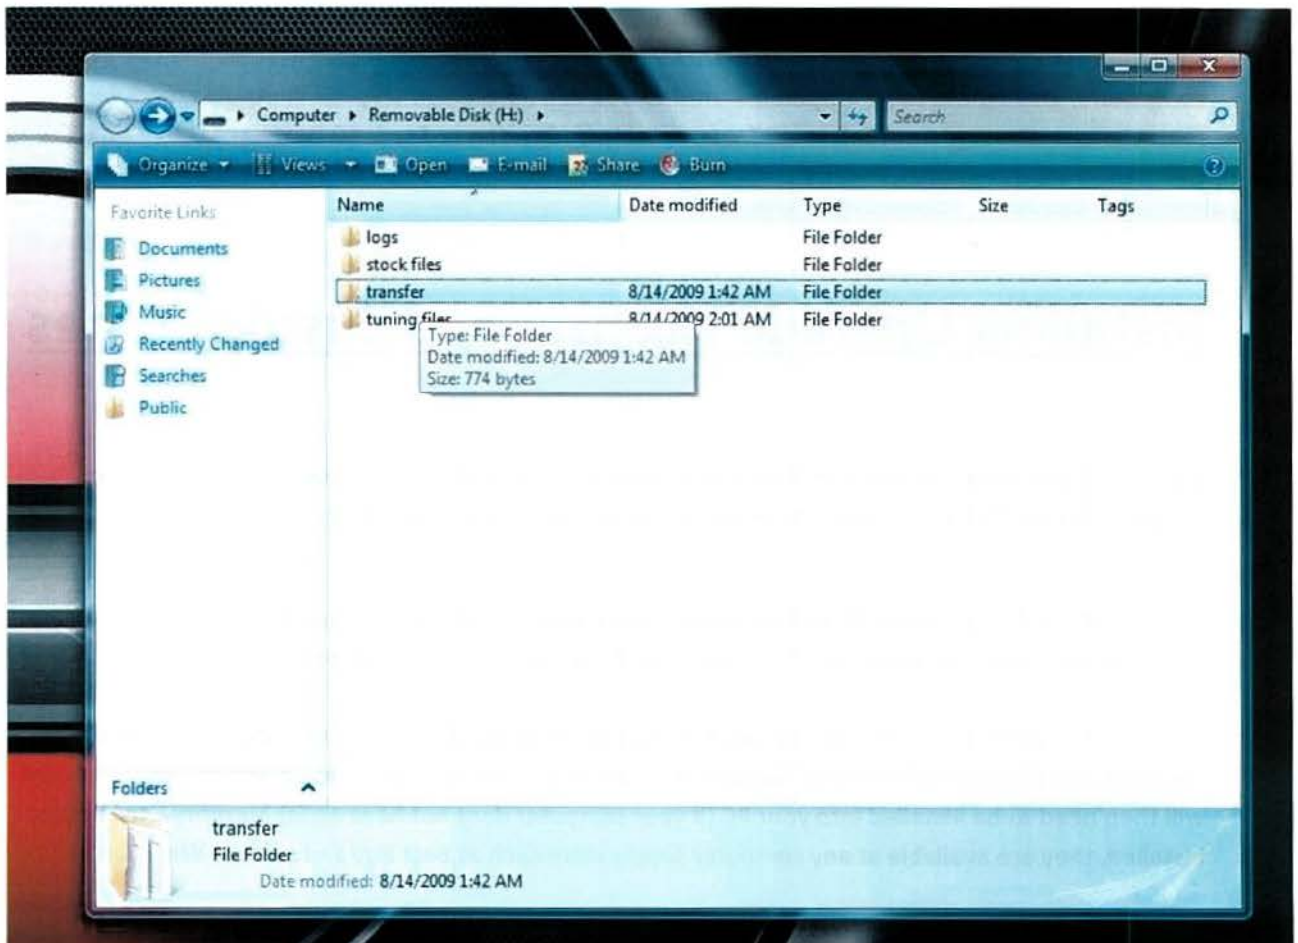 Computer ▸ Removable Disk (H:) ▸ Search
Organize Views Open E-mail Share Burn
Favorite Links
Documents
Pictures
Music
Recently Changed
Searches
Public
Folders
Name Date modified Type Size Tags
logs File Folder
stock files File Folder
transfer 8/14/2009 1:42 AM File Folder
tuning files 8/14/2009 2:01 AM File Folder
Type: File Folder
Date modified: 8/14/2009 1:42 AM
Size: 774 bytes
transfer
File Folder
Date modified: 8/14/2009 1:42 AM